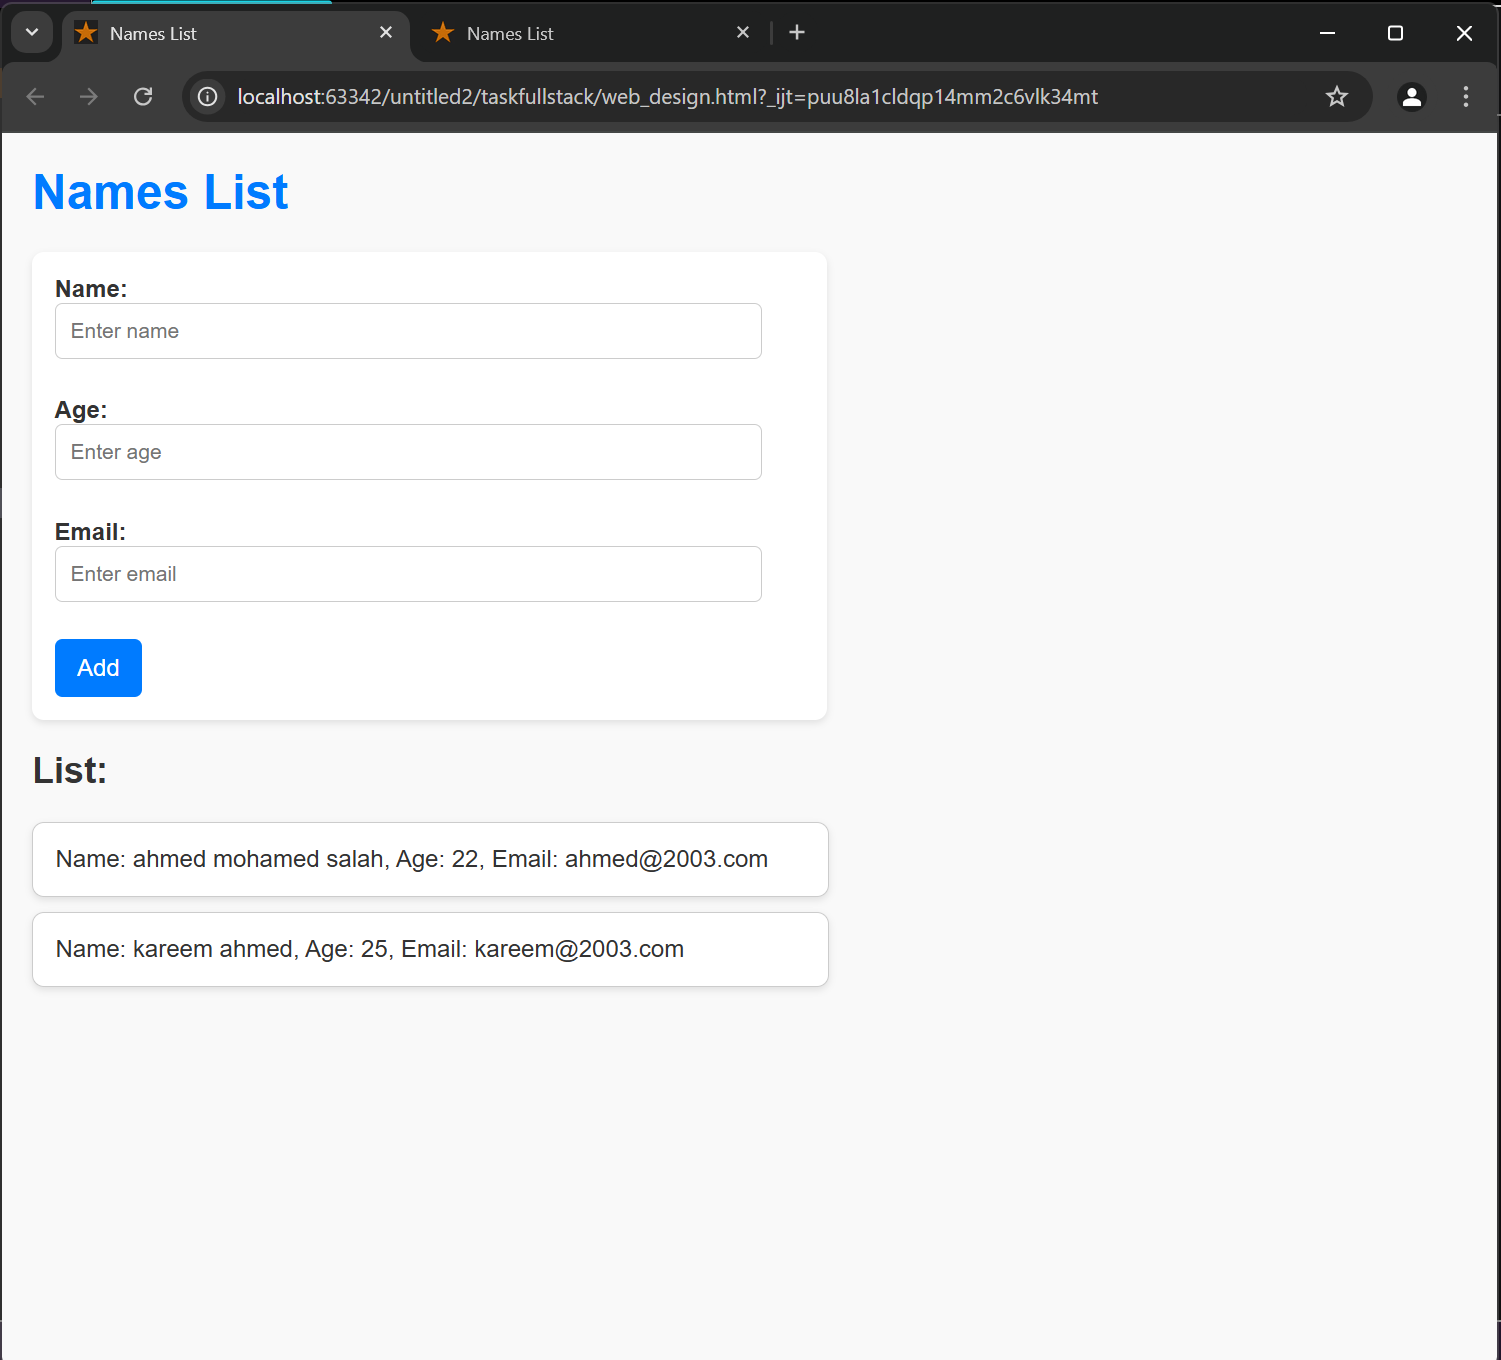 Names List
Names List
localhost:63342/untitled2/taskfullstack/web_design.html?_ijt=puu8la1cldqp14mm2c6vlk34mt
Names List
Name:
Enter name
Age:
Enter age
Email:
Enter email
Add
List:
Name: ahmed mohamed salah, Age: 22, Email: ahmed@2003.com
Name: kareem ahmed, Age: 25, Email: kareem@2003.com